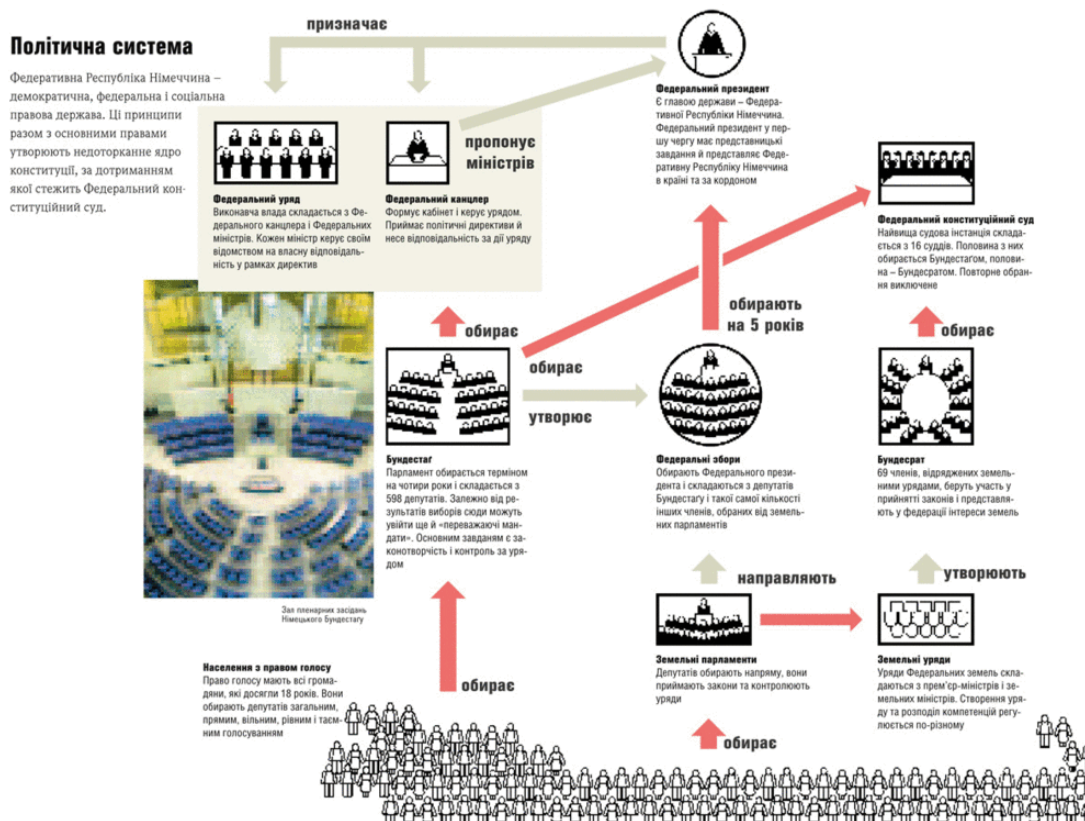 Політична система
Федеративна Республіка Німеччина –
демократична, федеральна і соціальна
правова держава. Ці принципи
разом з основними правами
утворюють недоторканне ядро
конституції, за дотриманням
якої стежить Федеральний кон-
ституційний суд.
призначає
пропонує
міністрів
Федеральний президент
Є главою держави – Федера-
тивної Республіки Німеччина.
Федеральний президент у пер-
шу чергу має представницькі
завдання й представляє Феде-
ративну Республіку Німеччина
в країні та за кордоном
Федеральний уряд
Виконавча влада складається з Фе-
дерального канцлера і Федеральних
міністрів. Кожен міністр керує своїм
відомством на власну відповідаль-
ність у рамках директив
Федеральний канцлер
Формує кабінет і керує урядом.
Приймає політичні директиви й
несе відповідальність за дії уряду
Федеральний конституційний суд
Найвища судова інстанція склада-
ється з 16 суддів. Половина з них
обирається Бундестаґом, полови-
на – Бундесратом. Повторне обран-
ня виключене
обирає
обирає
утворює
обирають
на 5 років
обирає
Бундестаґ
Парламент обирається терміном
на чотири роки і складається з
598 депутатів. Залежно від ре-
зультатів виборів сюди можуть
увійти ще й «переважаючі ман-
дати». Основним завданям є за-
конотворчість і контроль за уря-
дом
Федеральні збори
Обирають Федерального прези-
дента і складаються з депутатів
Бундестаґу і такої самої кількості
інших членів, обраних від земель-
них парламентів
Бундесрат
69 членів, відряджених земель-
ними урядами, беруть участь у
прийнятті законів і представля-
ють у федерації інтереси земель
направляють
утворюють
Зал пленарних засідань
Німецького Бундестаґу
Земельні парламенти
Депутатів обирають напряму, вони
приймають закони та контролюють
уряди
Земельні уряди
Уряди Федеральних земель скла-
даються з прем’єр-міністрів і зе-
мельних міністрів. Створення уря-
ду та розподіл компетенцій регу-
люється по-різному
Населення з правом голосу
Право голосу мають всі грома-
дяни, які досягли 18 років. Вони
обирають депутатів загальним,
прямим, вільним, рівним і таєм-
ним голосуванням
обирає
обирає